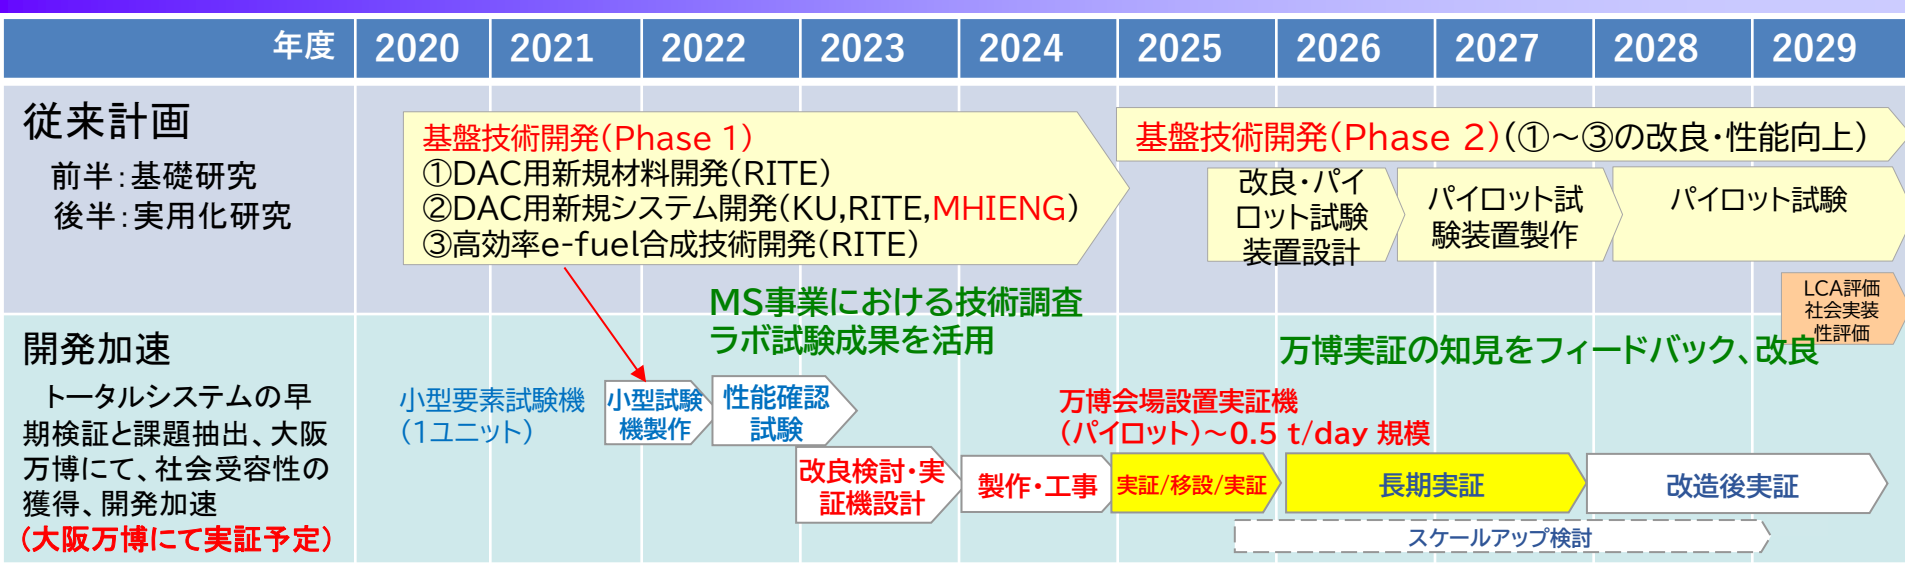 年度 2020 2021 2022 2023 2024 2025 2026 2027 2028 2029
従来計画
前半：基礎研究
後半：実用化研究
基盤技術開発（Phase 1）
①DAC用新規材料開発（RITE）
②DAC用新規システム開発（KU,RITE,MHIENG）
③高効率e-fuel合成技術開発（RITE）
基盤技術開発（Phase 2）（①～③の改良・性能向上）
改良・パイ
ロット試験
装置設計
パイロット試
験装置製作
パイロット試験
LCA評価
社会実装
性評価
MS事業における技術調査
ラボ試験成果を活用
万博実証の知見をフィードバック、改良
開発加速
トータルシステムの早
期検証と課題抽出、大阪
万博にて、社会受容性の
獲得、開発加速
（大阪万博にて実証予定）
小型要素試験機
（1ユニット）
小型試験
機製作
性能確認
試験
改良検討・実
証機設計
製作・工事
万博会場設置実証機
（パイロット）～0.5 t/day 規模
実証/移設/実証
長期実証
改造後実証
スケールアップ検討